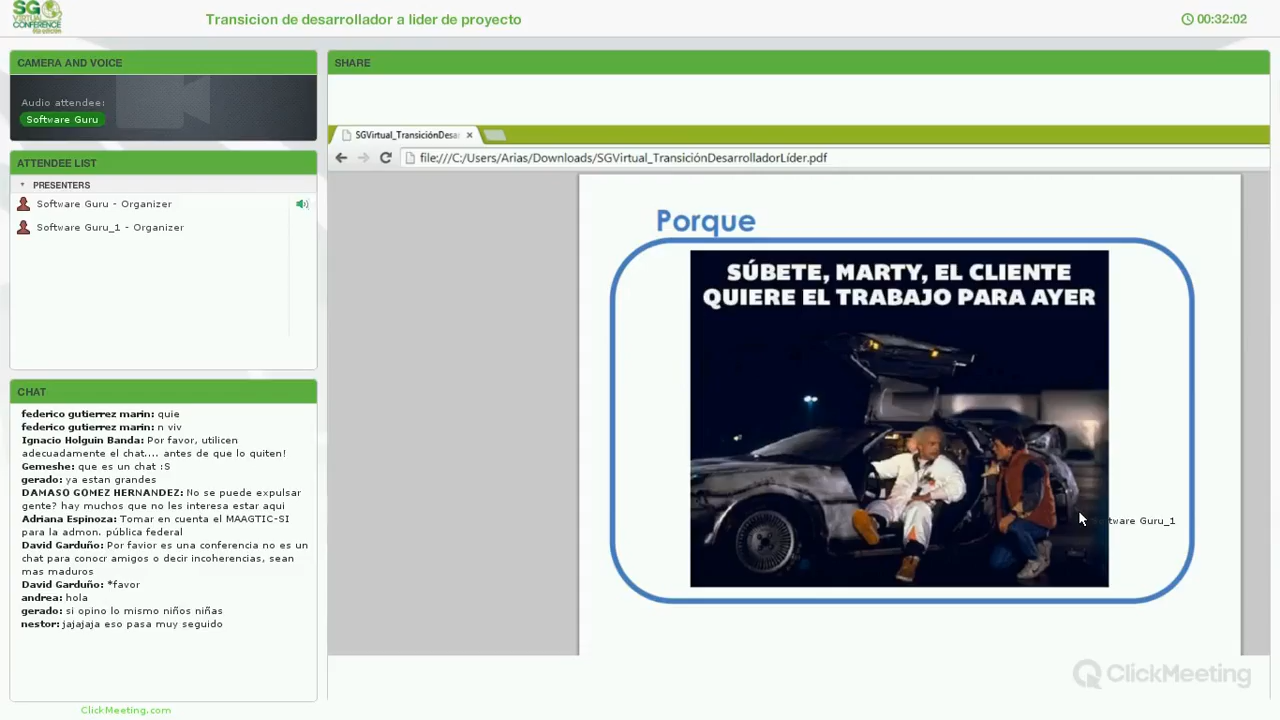 SG
VIRTUAL
CONFERENCE
Transicion de desarrollador a lider de proyecto
00:32:02
CAMERA AND VOICE
Audio attendee:
Software Guru
ATTENDEE LIST
PRESENTERS
Software Guru - Organizer
Software Guru_1 - Organizer
CHAT
federico gutierrez marin: quie
federico gutierrez marin: n viv
Ignacio Holguin Banda: Por favor, utilicen
adecuadamente el chat.... antes de que lo quiten!
Gemeshe: que es un chat :S
gerado: ya estan grandes
DAMASO GOMEZ HERNANDEZ: No se puede expulsar
gente? hay muchos que no les interesa estar aqui
Adriana Espinoza: Tomar en cuenta el MAAGTIC-SI
para la admon. pública federal
David Garduño: Por favior es una conferencia no es un
chat para conocr amigos o decir incoherencias, sean
mas maduros
David Garduño: *favor
andrea: hola
gerado: si opino lo mismo niños niñas
nestor: jajajaja eso pasa muy seguido
ClickMeeting.com
SHARE
SGVirtual_TransiciónDesa
file:///C:/Users/Arias/Downloads/SGVirtual_TransiciónDesarrolladorLíder.pdf
Porque
SÚBETE, MARTY, EL CLIENTE
QUIERE EL TRABAJO PARA AYER
Software Guru_1
ClickMeeting